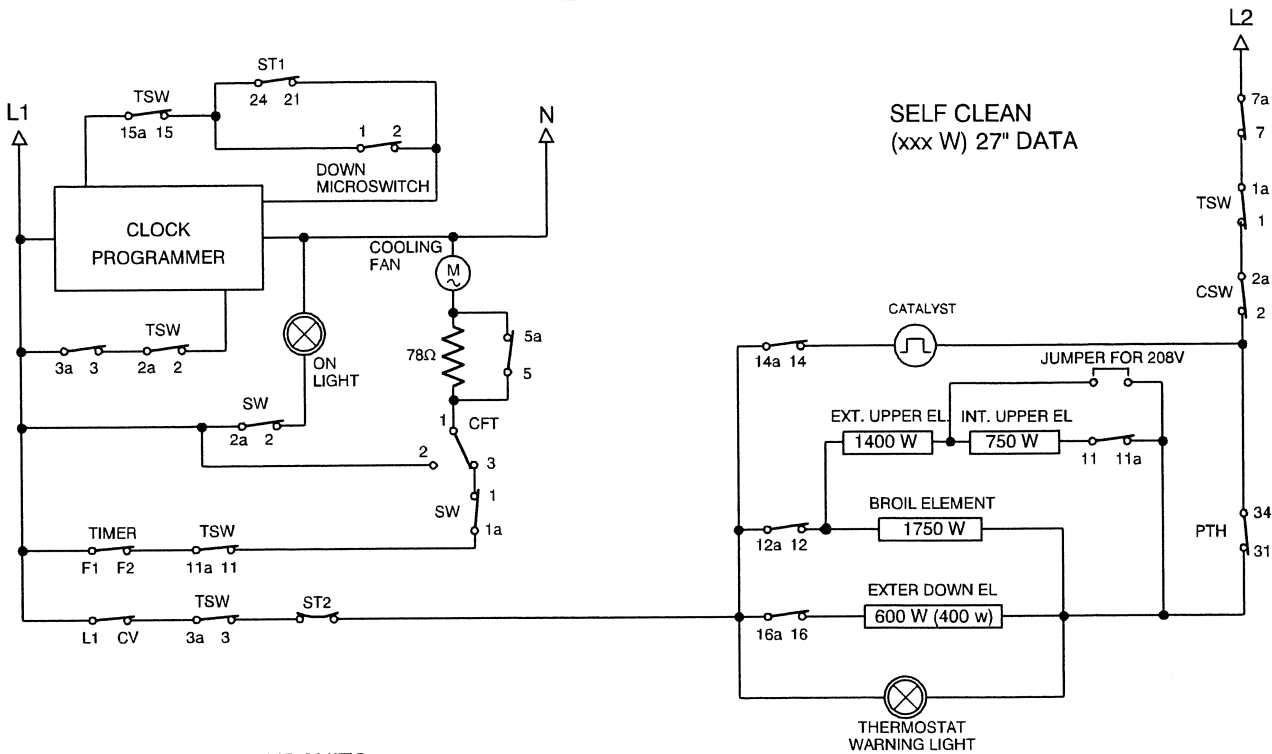 L2
ST1
24 21
TSW
15a 15
L1
N
1 2
DOWN
MICROSWITCH
SELF CLEAN
(xxx W) 27" DATA
7a
7
1a
TSW
1
CLOCK
PROGRAMMER
COOLING
FAN
M
2a
CSW
2
TSW
3a 3 2a 2
ON
LIGHT
78Ω
5a
5
CATALYST
14a 14
JUMPER FOR 208V
SW
2a 2
1
CFT
2
3
EXT. UPPER EL.
INT. UPPER EL
1400 W
750 W
11 11a
1
SW
1a
BROIL ELEMENT
1750 W
12a 12
34
PTH
31
TIMER
TSW
F1 F2
11a 11
EXTER DOWN EL
600 W (400 w)
16a 16
TSW
ST2
L1 CV
3a 3
THERMOSTAT
WARNING LIGHT